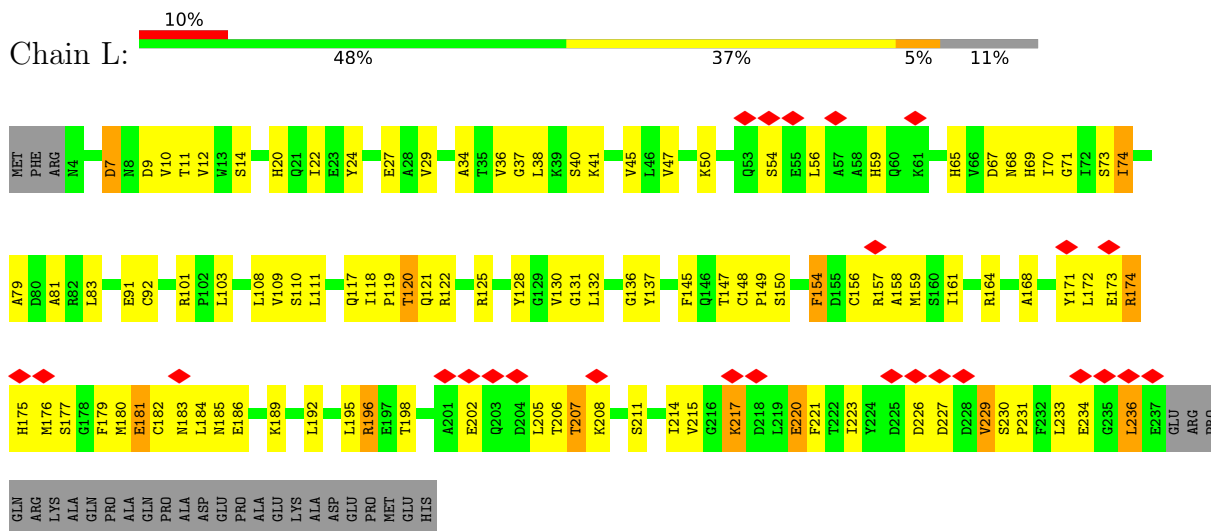 10%
Chain L:
48% 37% 5% 11%
MET PHE ARG N4 D7 N8 D9 V10 T11 V12 W13 S14 H20 Q21 I22 E23 Y24 E27 A28 V29 A34 T35 V36 G37 L38 K39 S40 K41 V45 L46 V47 K50 Q53 S54 E55 L56 A57 A58 H59 Q60 K61 H65 V66 D67 N68 H69 I70 G71 I72 S73 I74
A79 D80 A81 R82 L83 E91 C92 R101 P102 L103 L108 V109 S110 L111 Q117 I118 P119 T120 Q121 R122 R125 Y128 G129 V130 G131 L132 G136 Y137 F145 Q146 T147 C148 P149 S150 F154 D155 C156 R157 A158 M159 S160 I161 R164 A168 Y171 L172 E173 R174
H175 M176 S177 G178 F179 M180 E181 C182 N183 L184 N185 E186 K189 L192 L195 R196 E197 T198 A201 E202 Q203 D204 L205 T206 T207 K208 S211 I214 V215 G216 K217 D218 L219 E220 F221 T222 I223 Y224 D225 D226 D227 D228 V229 S230 P231 F232 L233 E234 G235 L236 E237 GLU ARG PRO
GLN ARG LYS ALA GLN PRO ALA GLN PRO ALA ASP GLU PRO ALA GLU LYS ALA ASP GLU PRO MET GLU HIS